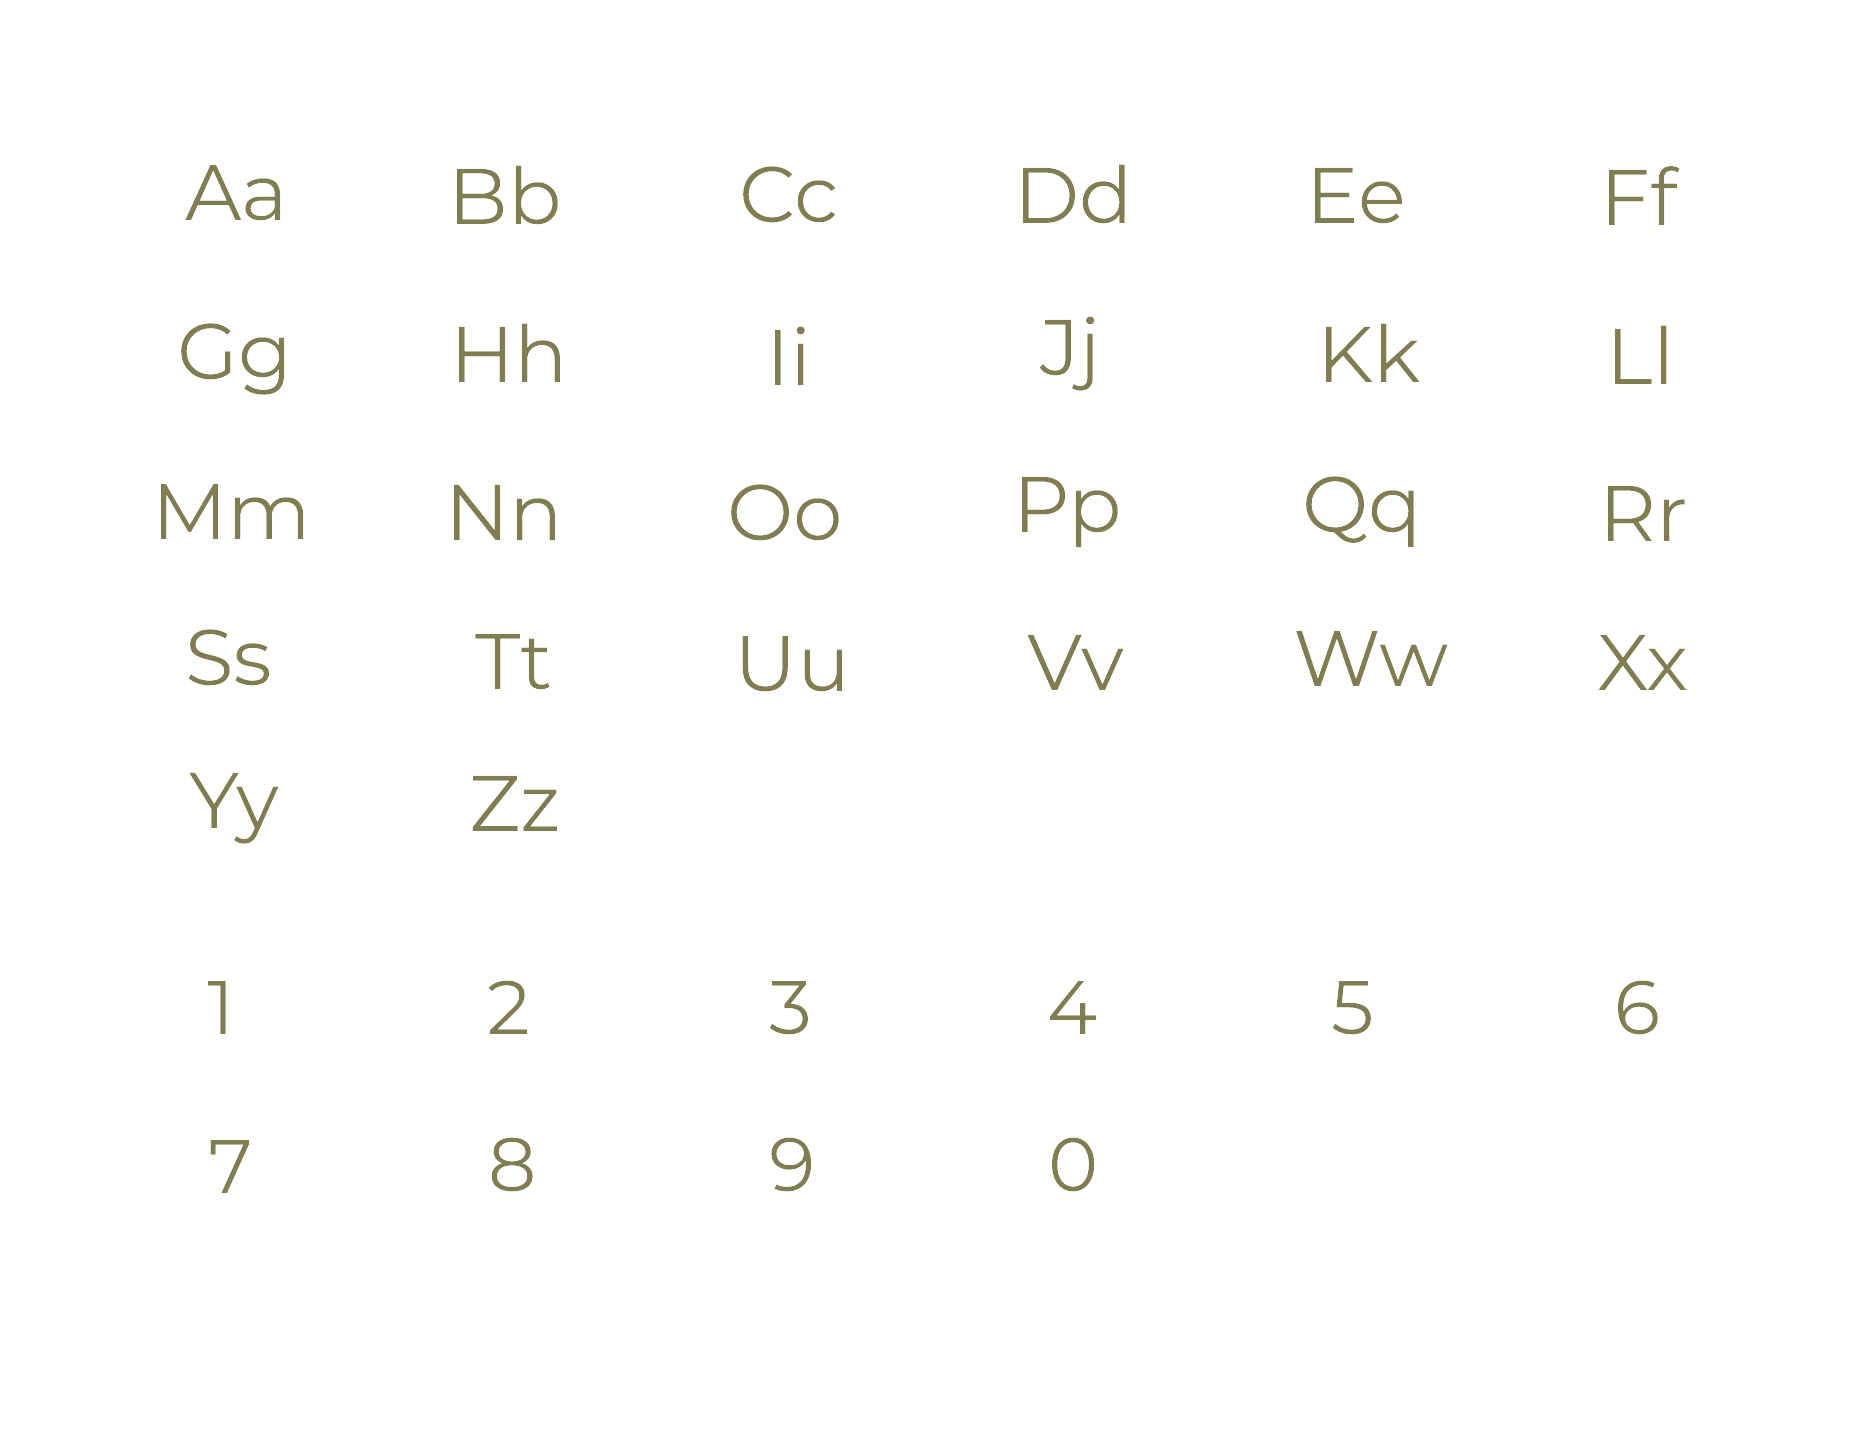 Aa Bb Cc Dd Ee Ff
Gg Hh Ii Jj Kk Ll
Mm Nn Oo Pp Qq Rr
Ss Tt Uu Vv Ww Xx
Yy Zz
1 2 3 4 5 6
7 8 9 0